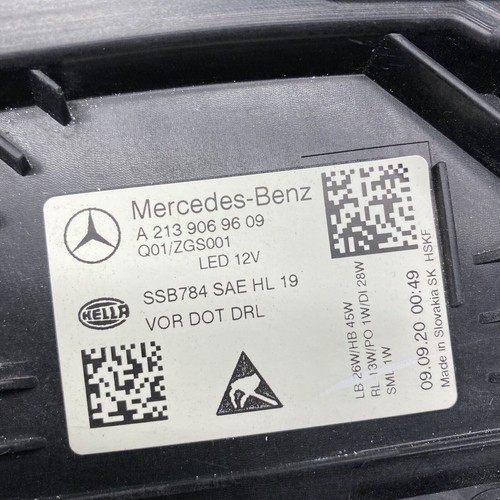 Mercedes-Benz
A 213 906 96 09
Q01/ZGS001
LED 12V
HELLA
SSB784 SAE HL 19
VOR DOT DRL
LB 26W/HB 45W
RL 13W/PO 1W/DI 28W
SML 1W
09.09.20 00:49
Made in Slovakia SK HSKF